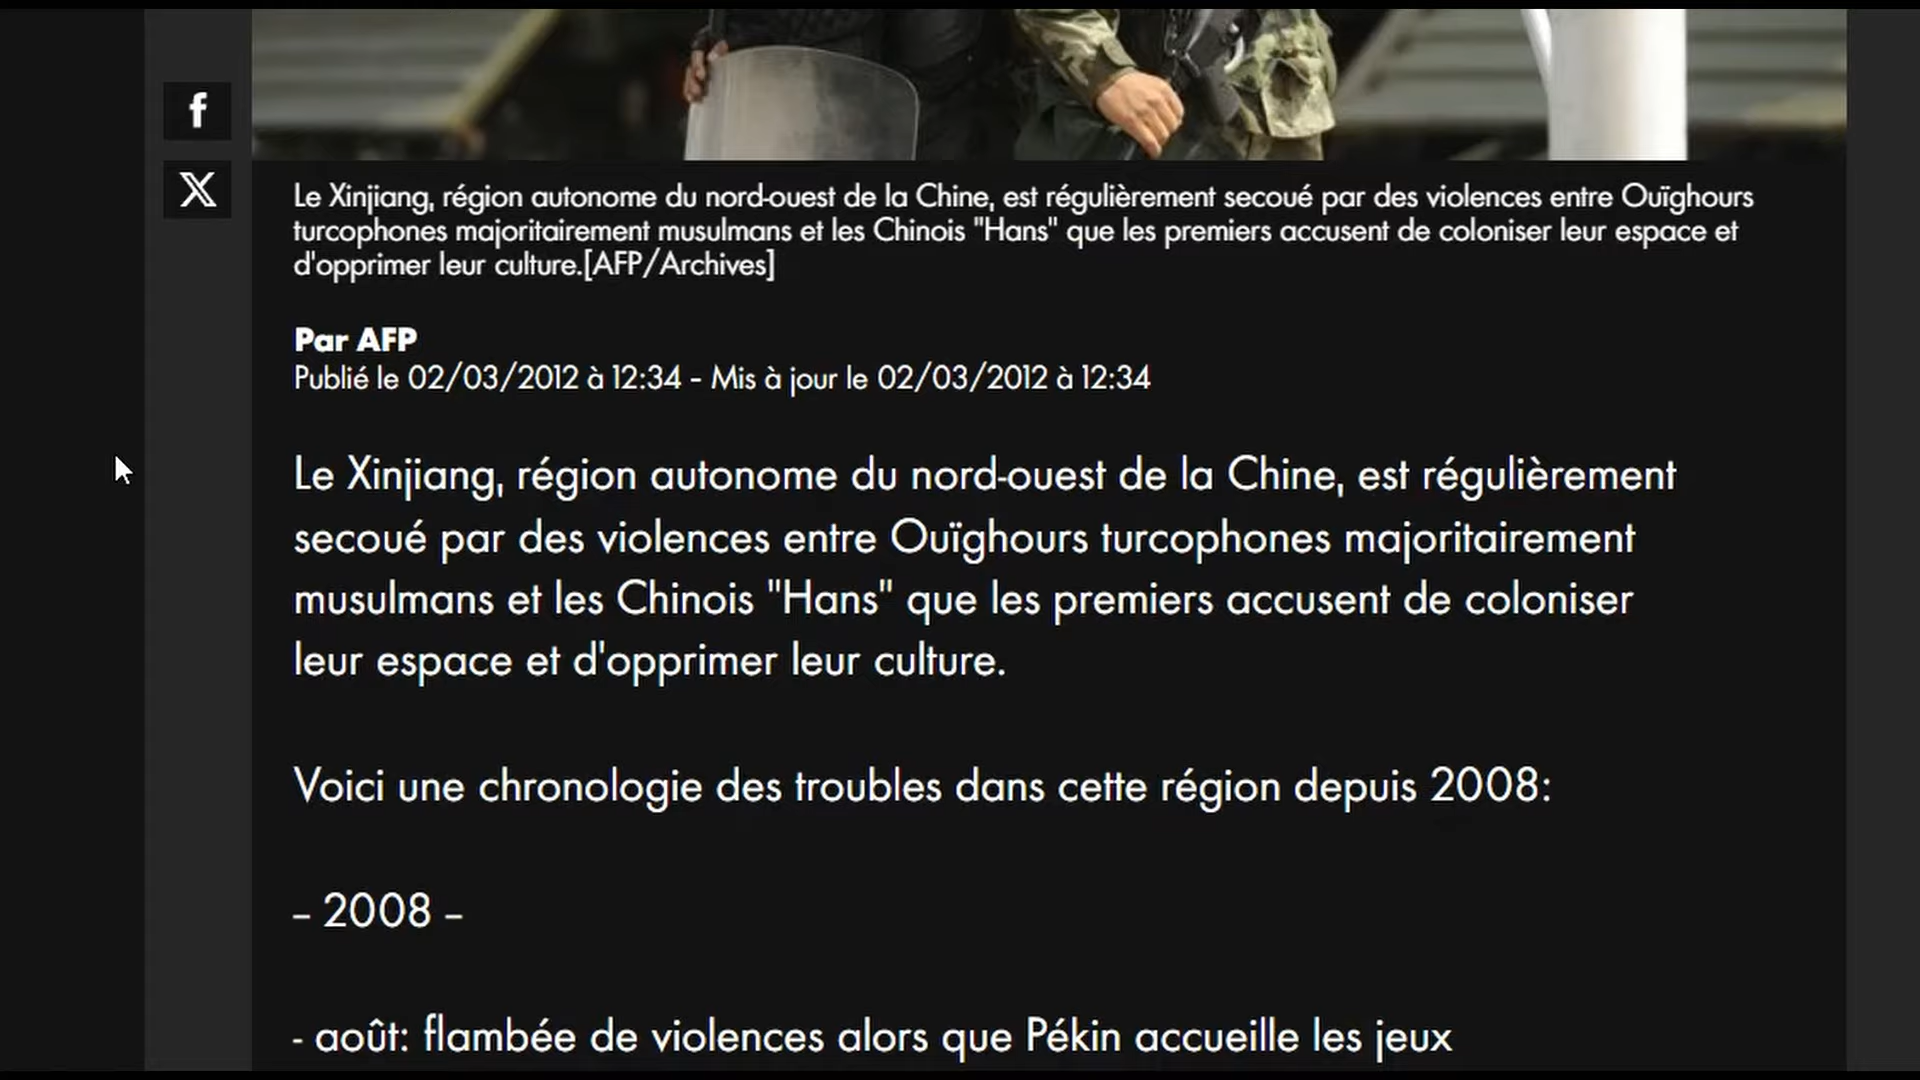 f
X
Le Xinjiang, région autonome du nord-ouest de la Chine, est régulièrement secoué par des violences entre Ouïghours
turcophones majoritairement musulmans et les Chinois "Hans" que les premiers accusent de coloniser leur espace et
d'opprimer leur culture.[AFP/Archives]
Par AFP
Publié le 02/03/2012 à 12:34 - Mis à jour le 02/03/2012 à 12:34
Le Xinjiang, région autonome du nord-ouest de la Chine, est régulièrement
secoué par des violences entre Ouïghours turcophones majoritairement
musulmans et les Chinois "Hans" que les premiers accusent de coloniser
leur espace et d'opprimer leur culture.
Voici une chronologie des troubles dans cette région depuis 2008:
– 2008 –
- août: flambée de violences alors que Pékin accueille les jeux